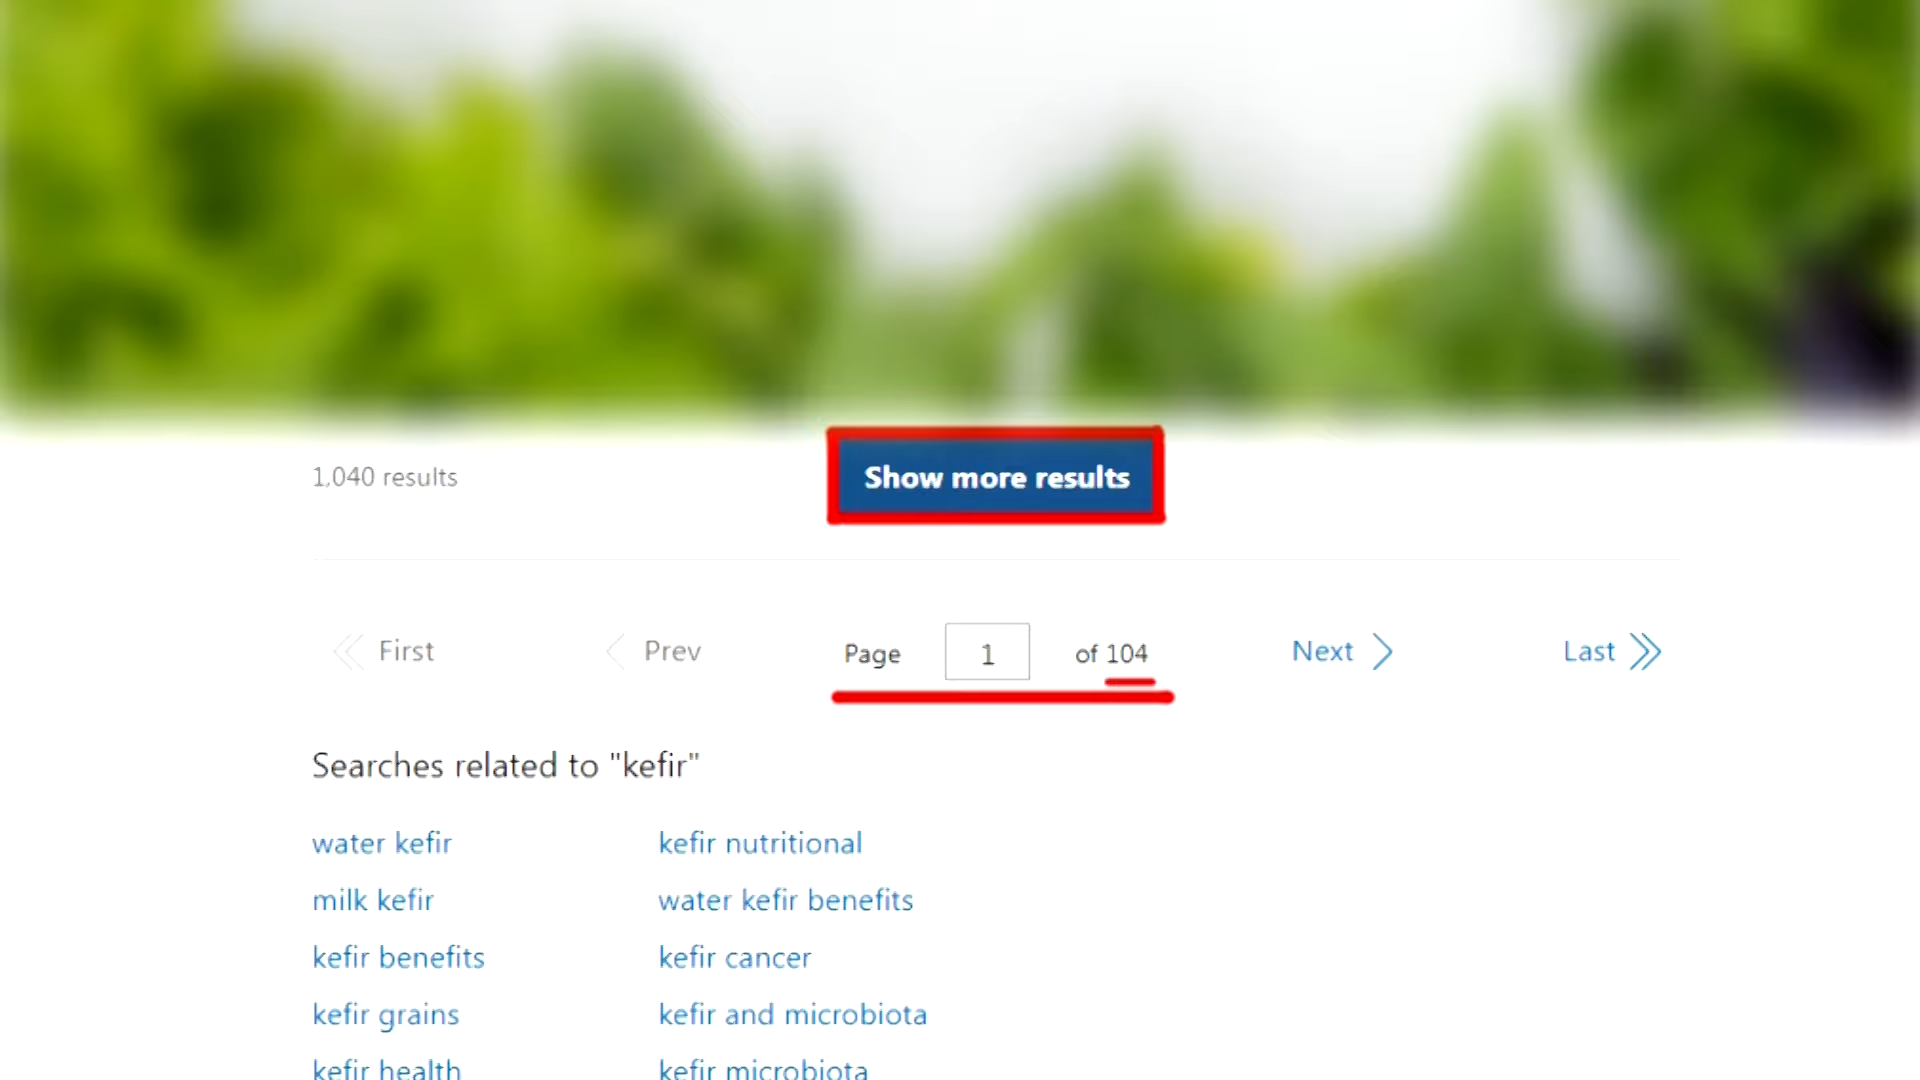 1,040 results
Show more results
First Prev Page 1 of 104 Next Last
Searches related to "kefir"
water kefir kefir nutritional
milk kefir water kefir benefits
kefir benefits kefir cancer
kefir grains kefir and microbiota
kefir health kefir microbiota